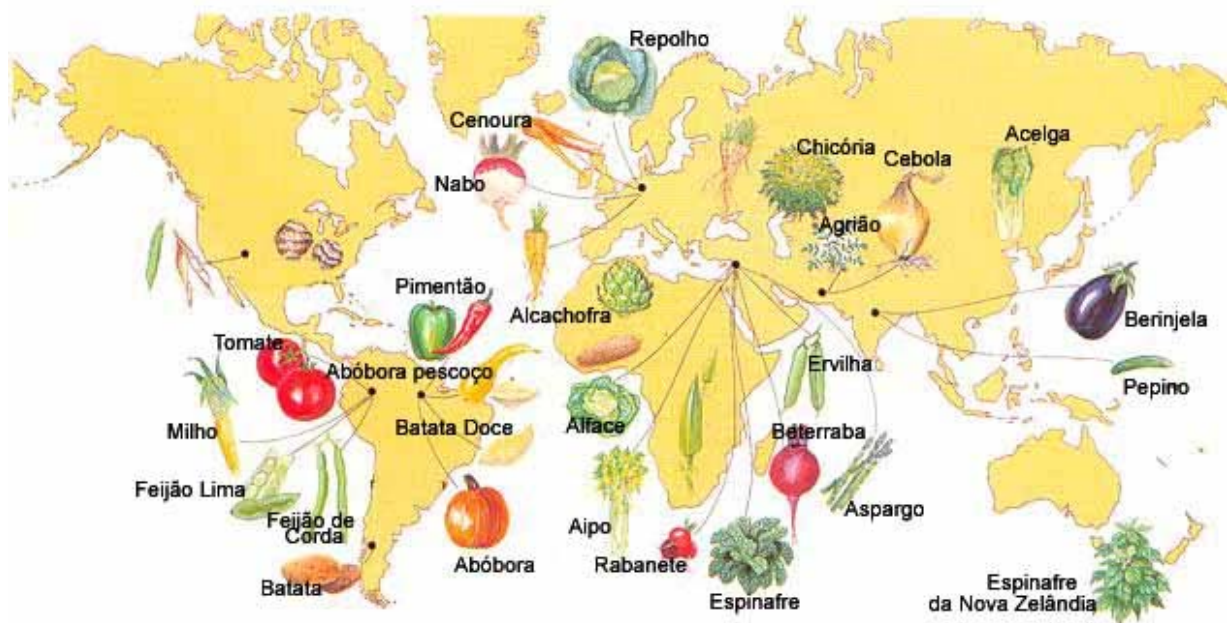 Repolho
Cenoura
Nabo
Chicória
Cebola
Acelga
Agrião
Pimentão
Alcachofra
Berinjela
Tomate
Abóbora pescoço
Ervilha
Pepino
Milho
Batata Doce
Alface
Beterraba
Feijão Lima
Feijão de
Corda
Aipo
Aspargo
Batata
Abóbora
Rabanete
Espinafre
Espinafre
da Nova Zelândia